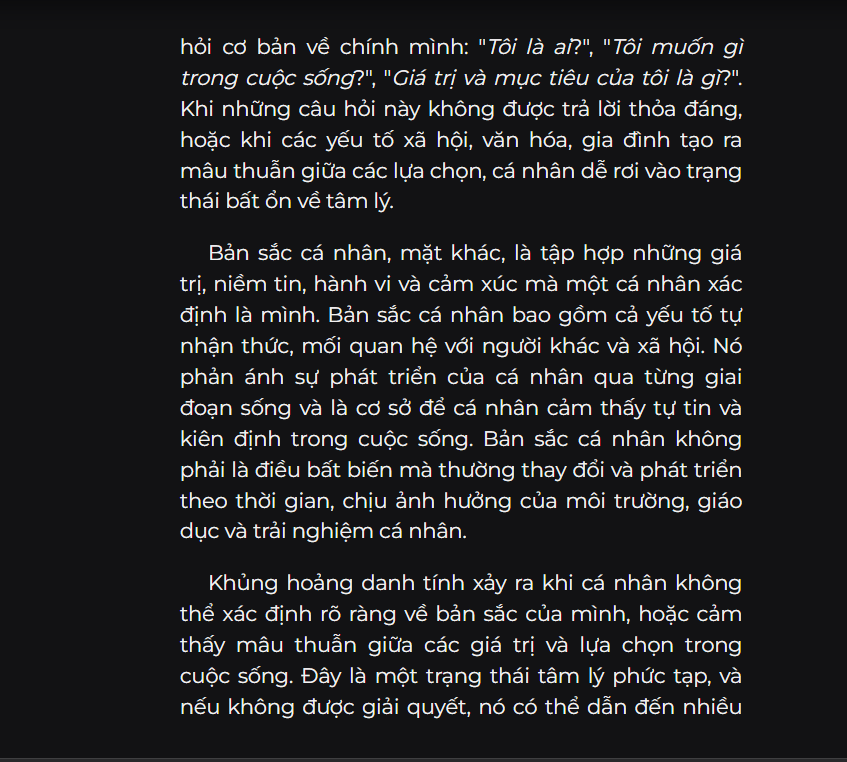 hỏi cơ bản về chính mình: "Tôi là ai?", "Tôi muốn gì
trong cuộc sống?", "Giá trị và mục tiêu của tôi là gì?".
Khi những câu hỏi này không được trả lời thỏa đáng,
hoặc khi các yếu tố xã hội, văn hóa, gia đình tạo ra
mâu thuẫn giữa các lựa chọn, cá nhân dễ rơi vào trạng
thái bất ổn về tâm lý.
Bản sắc cá nhân, mặt khác, là tập hợp những giá
trị, niềm tin, hành vi và cảm xúc mà một cá nhân xác
định là mình. Bản sắc cá nhân bao gồm cả yếu tố tự
nhận thức, mối quan hệ với người khác và xã hội. Nó
phản ánh sự phát triển của cá nhân qua từng giai
đoạn sống và là cơ sở để cá nhân cảm thấy tự tin và
kiên định trong cuộc sống. Bản sắc cá nhân không
phải là điều bất biến mà thường thay đổi và phát triển
theo thời gian, chịu ảnh hưởng của môi trường, giáo
dục và trải nghiệm cá nhân.
Khủng hoảng danh tính xảy ra khi cá nhân không
thể xác định rõ ràng về bản sắc của mình, hoặc cảm
thấy mâu thuẫn giữa các giá trị và lựa chọn trong
cuộc sống. Đây là một trạng thái tâm lý phức tạp, và
nếu không được giải quyết, nó có thể dẫn đến nhiều